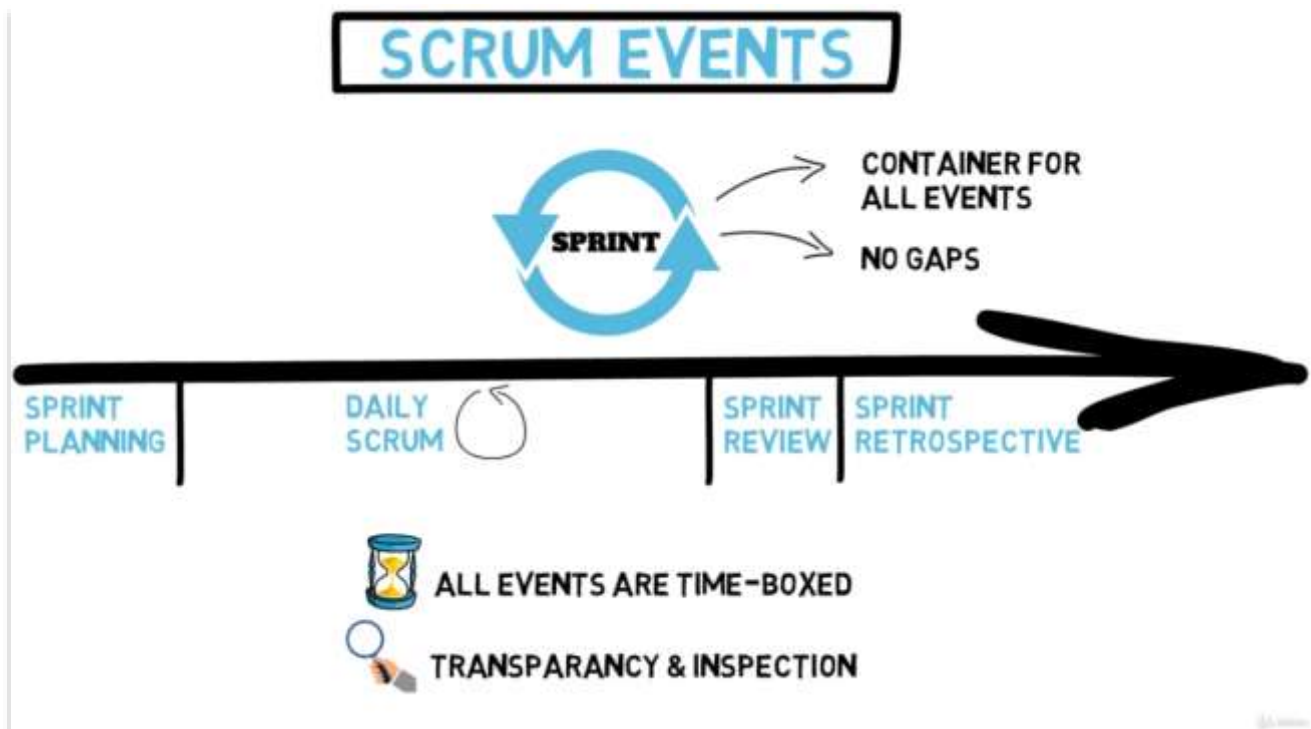 SCRUM EVENTS
SPRINT
CONTAINER FOR
ALL EVENTS
NO GAPS
SPRINT
PLANNING
DAILY
SCRUM
SPRINT
REVIEW
SPRINT
RETROSPECTIVE
ALL EVENTS ARE TIME-BOXED
TRANSPARANCY & INSPECTION